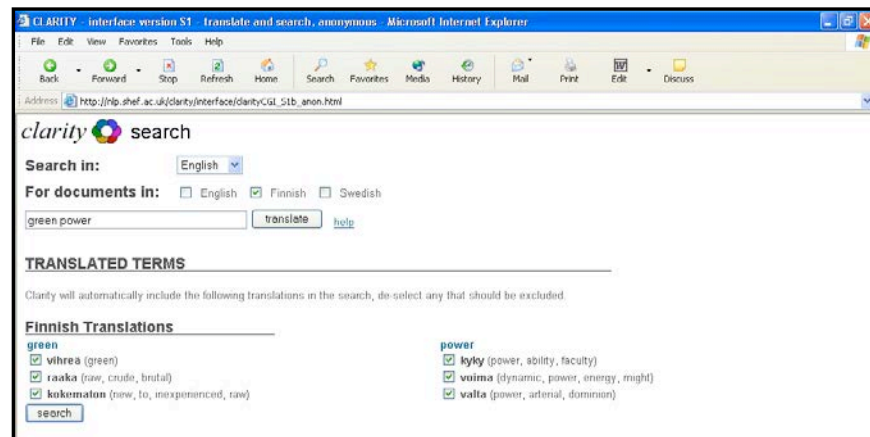 CLARITY - interface version S1 - translate and search, anonymous - Microsoft Internet Explorer
File Edit View Favorites Tools Help
Back Forward Stop Refresh Home Search Favorites Media History Mail Print Edit Discuss
Address http://nlp.shef.ac.uk/clarity/interface/clarityCGI_S1b_anon.html
clarity search
Search in: English
For documents in: English Finnish Swedish
green power translate help
TRANSLATED TERMS
Clarity will automatically include the following translations in the search, de-select any that should be excluded
Finnish Translations
green power
vihrea (green) kyky (power, ability, faculty)
raaka (raw, crude, brutal) voima (dynamic, power, energy, might)
kokematon (new, to, inexperienced, raw) valta (power, arterial, dominion)
search